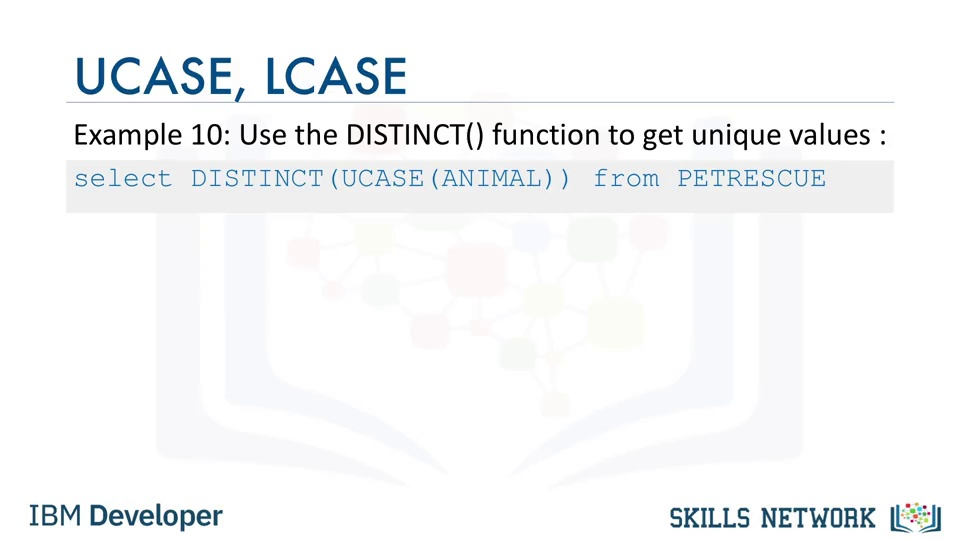 UCASE, LCASE
Example 10: Use the DISTINCT() function to get unique values :
select DISTINCT(UCASE(ANIMAL)) from PETRESCUE
IBM Developer
SKILLS NETWORK